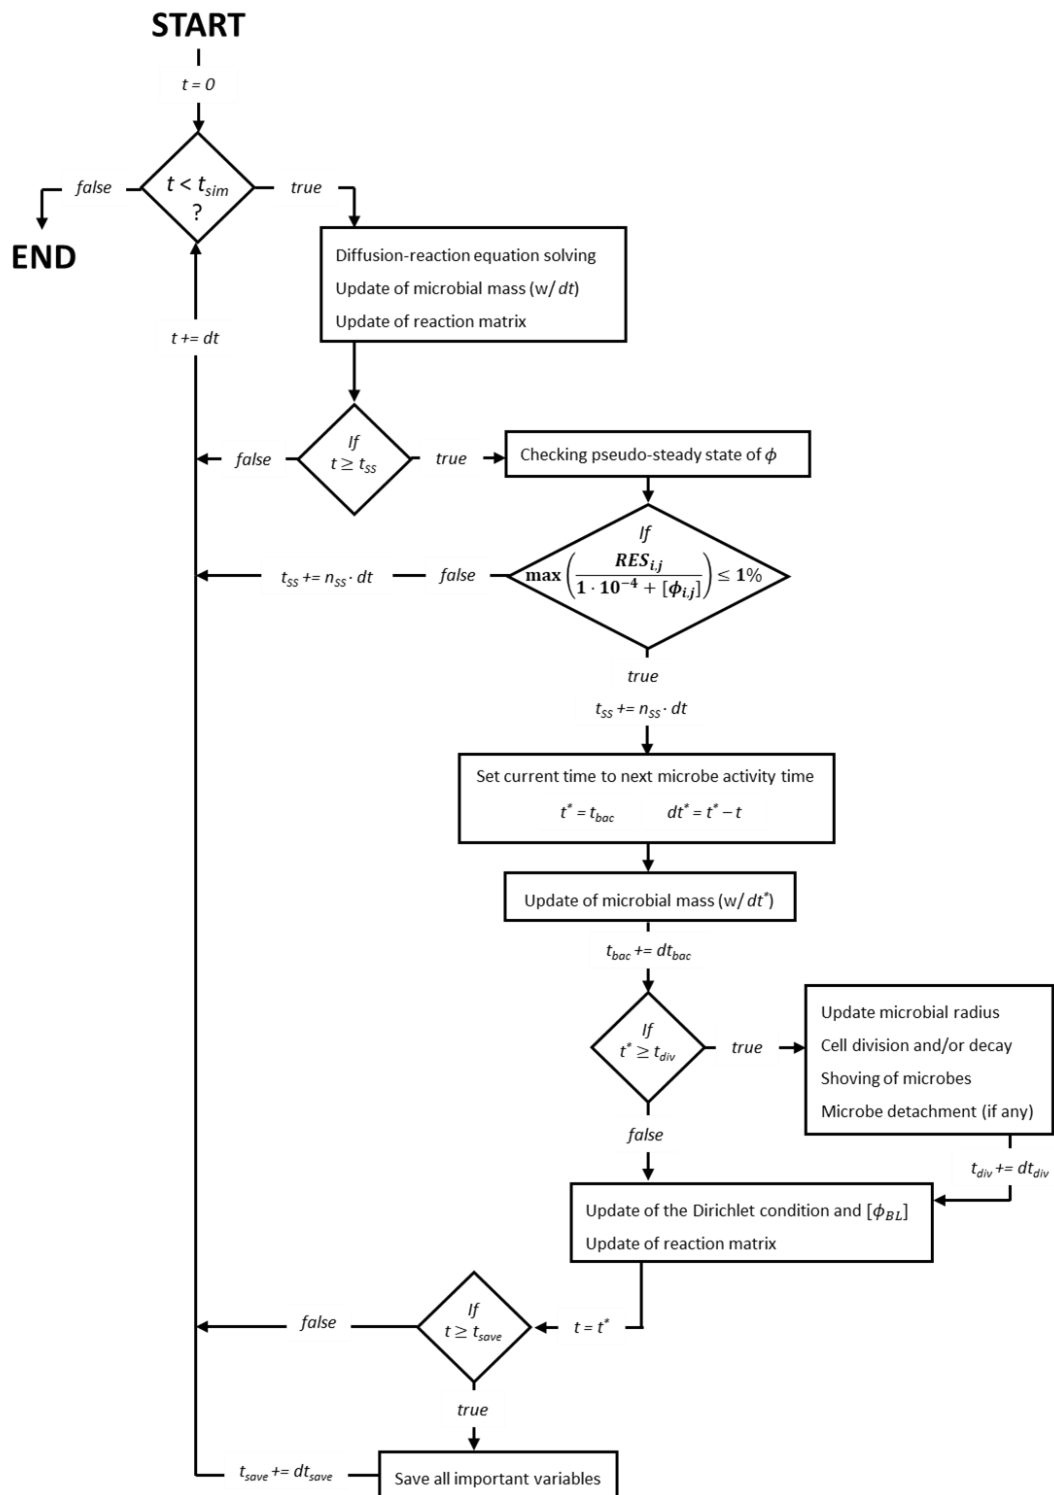 START
t = 0
t < t_sim
?
false
true
END
Diffusion-reaction equation solving
Update of microbial mass (w/ dt)
Update of reaction matrix
t += dt
If
t ≥ t_ss
false
true
Checking pseudo-steady state of ϕ
If
max(RES_i,j / 1 · 10⁻⁴ + [ϕ_i,j]) ≤ 1%
false
t_ss += n_ss · dt
true
t_ss += n_ss · dt
Set current time to next microbe activity time
t* = t_bac dt* = t* – t
Update of microbial mass (w/ dt*)
t_bac += dt_bac
If
t* ≥ t_div
true
Update microbial radius
Cell division and/or decay
Shoving of microbes
Microbe detachment (if any)
false
t_div += dt_div
Update of the Dirichlet condition and [ϕ_BL]
Update of reaction matrix
t = t*
If
t ≥ t_save
false
true
Save all important variables
t_save += dt_save